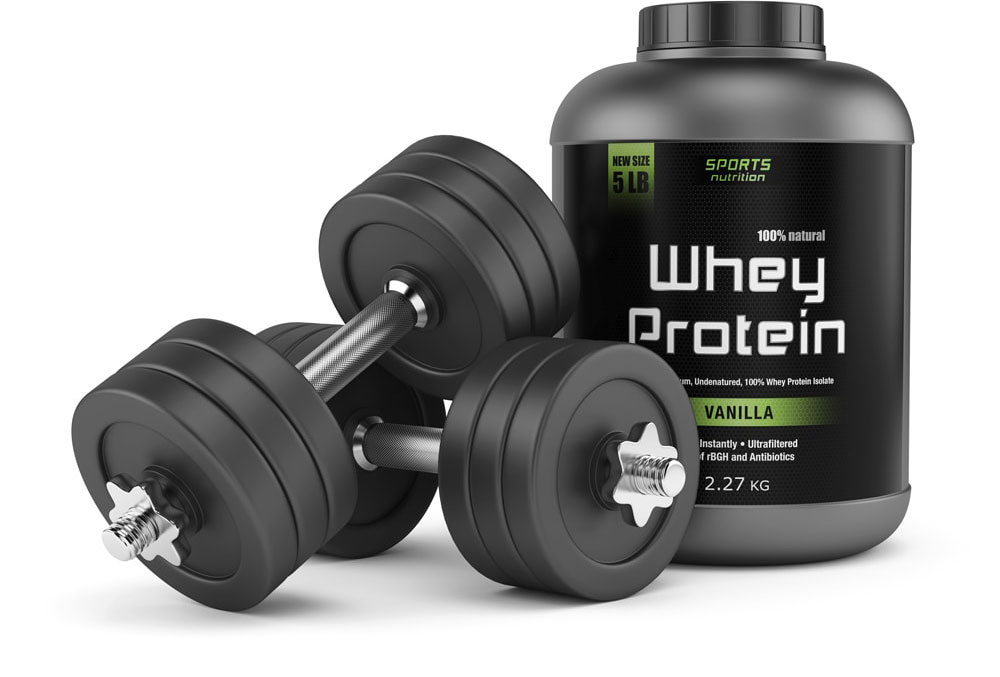 NEW SIZE
5 LB
SPORTS
nutrition
100% natural
Whey
Protein
Undenatured, 100% Whey Protein Isolate
VANILLA
Instantly • Ultrafiltered
rBGH and Antibiotics
2.27 KG